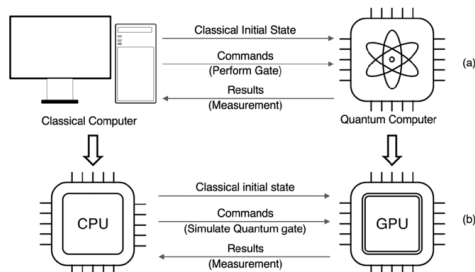 Classical Initial State
Commands
(Perform Gate)
Results
(Measurement)
(a)
Classical Computer
Quantum Computer
Classical initial state
CPU
Commands
(Simulate Quantum gate)
GPU
(b)
Results
(Measurement)